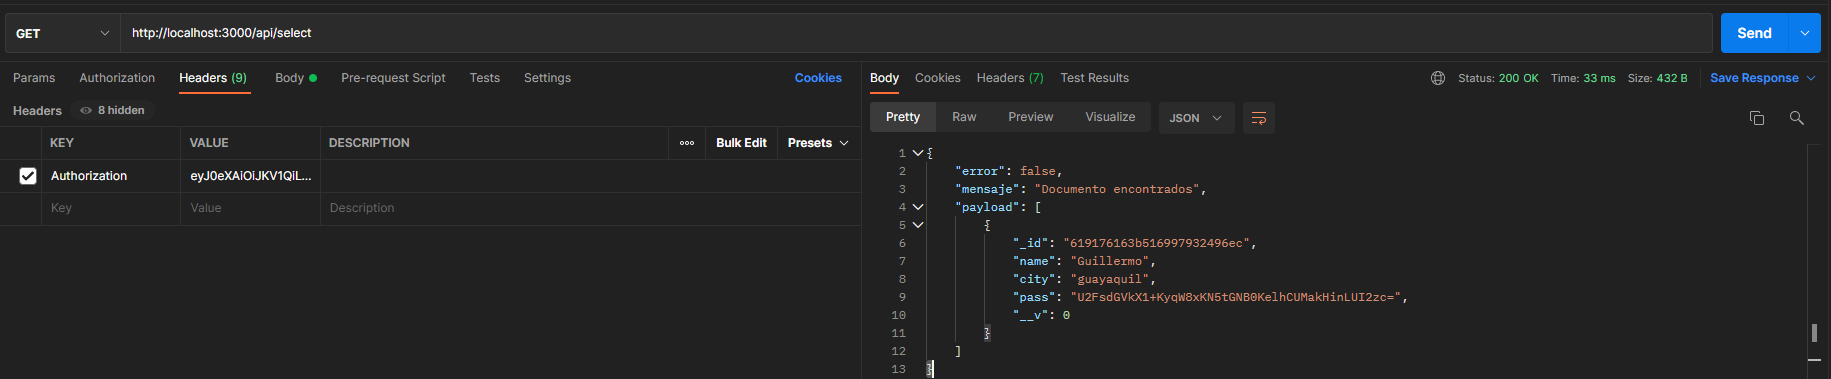 GET http://localhost:3000/api/select Send
Params Authorization Headers (9) Body Pre-request Script Tests Settings Cookies
Headers 8 hidden
KEY VALUE DESCRIPTION Bulk Edit Presets
Authorization eyJ0eXAiOiJKV1QiL...
Key Value Description
Body Cookies Headers (7) Test Results Status: 200 OK Time: 33 ms Size: 432 B Save Response
Pretty Raw Preview Visualize JSON
1 {
2 "error": false,
3 "mensaje": "Documento encontrados",
4 "payload": [
5 {
6 "_id": "619176163b516997932496ec",
7 "name": "Guillermo",
8 "city": "guayaquil",
9 "pass": "U2FsdGVkX1+KyqW8xKN5tGNB0KelhCUMakHinLUI2zc=",
10 "__v": 0
11 }
12 ]
13 }